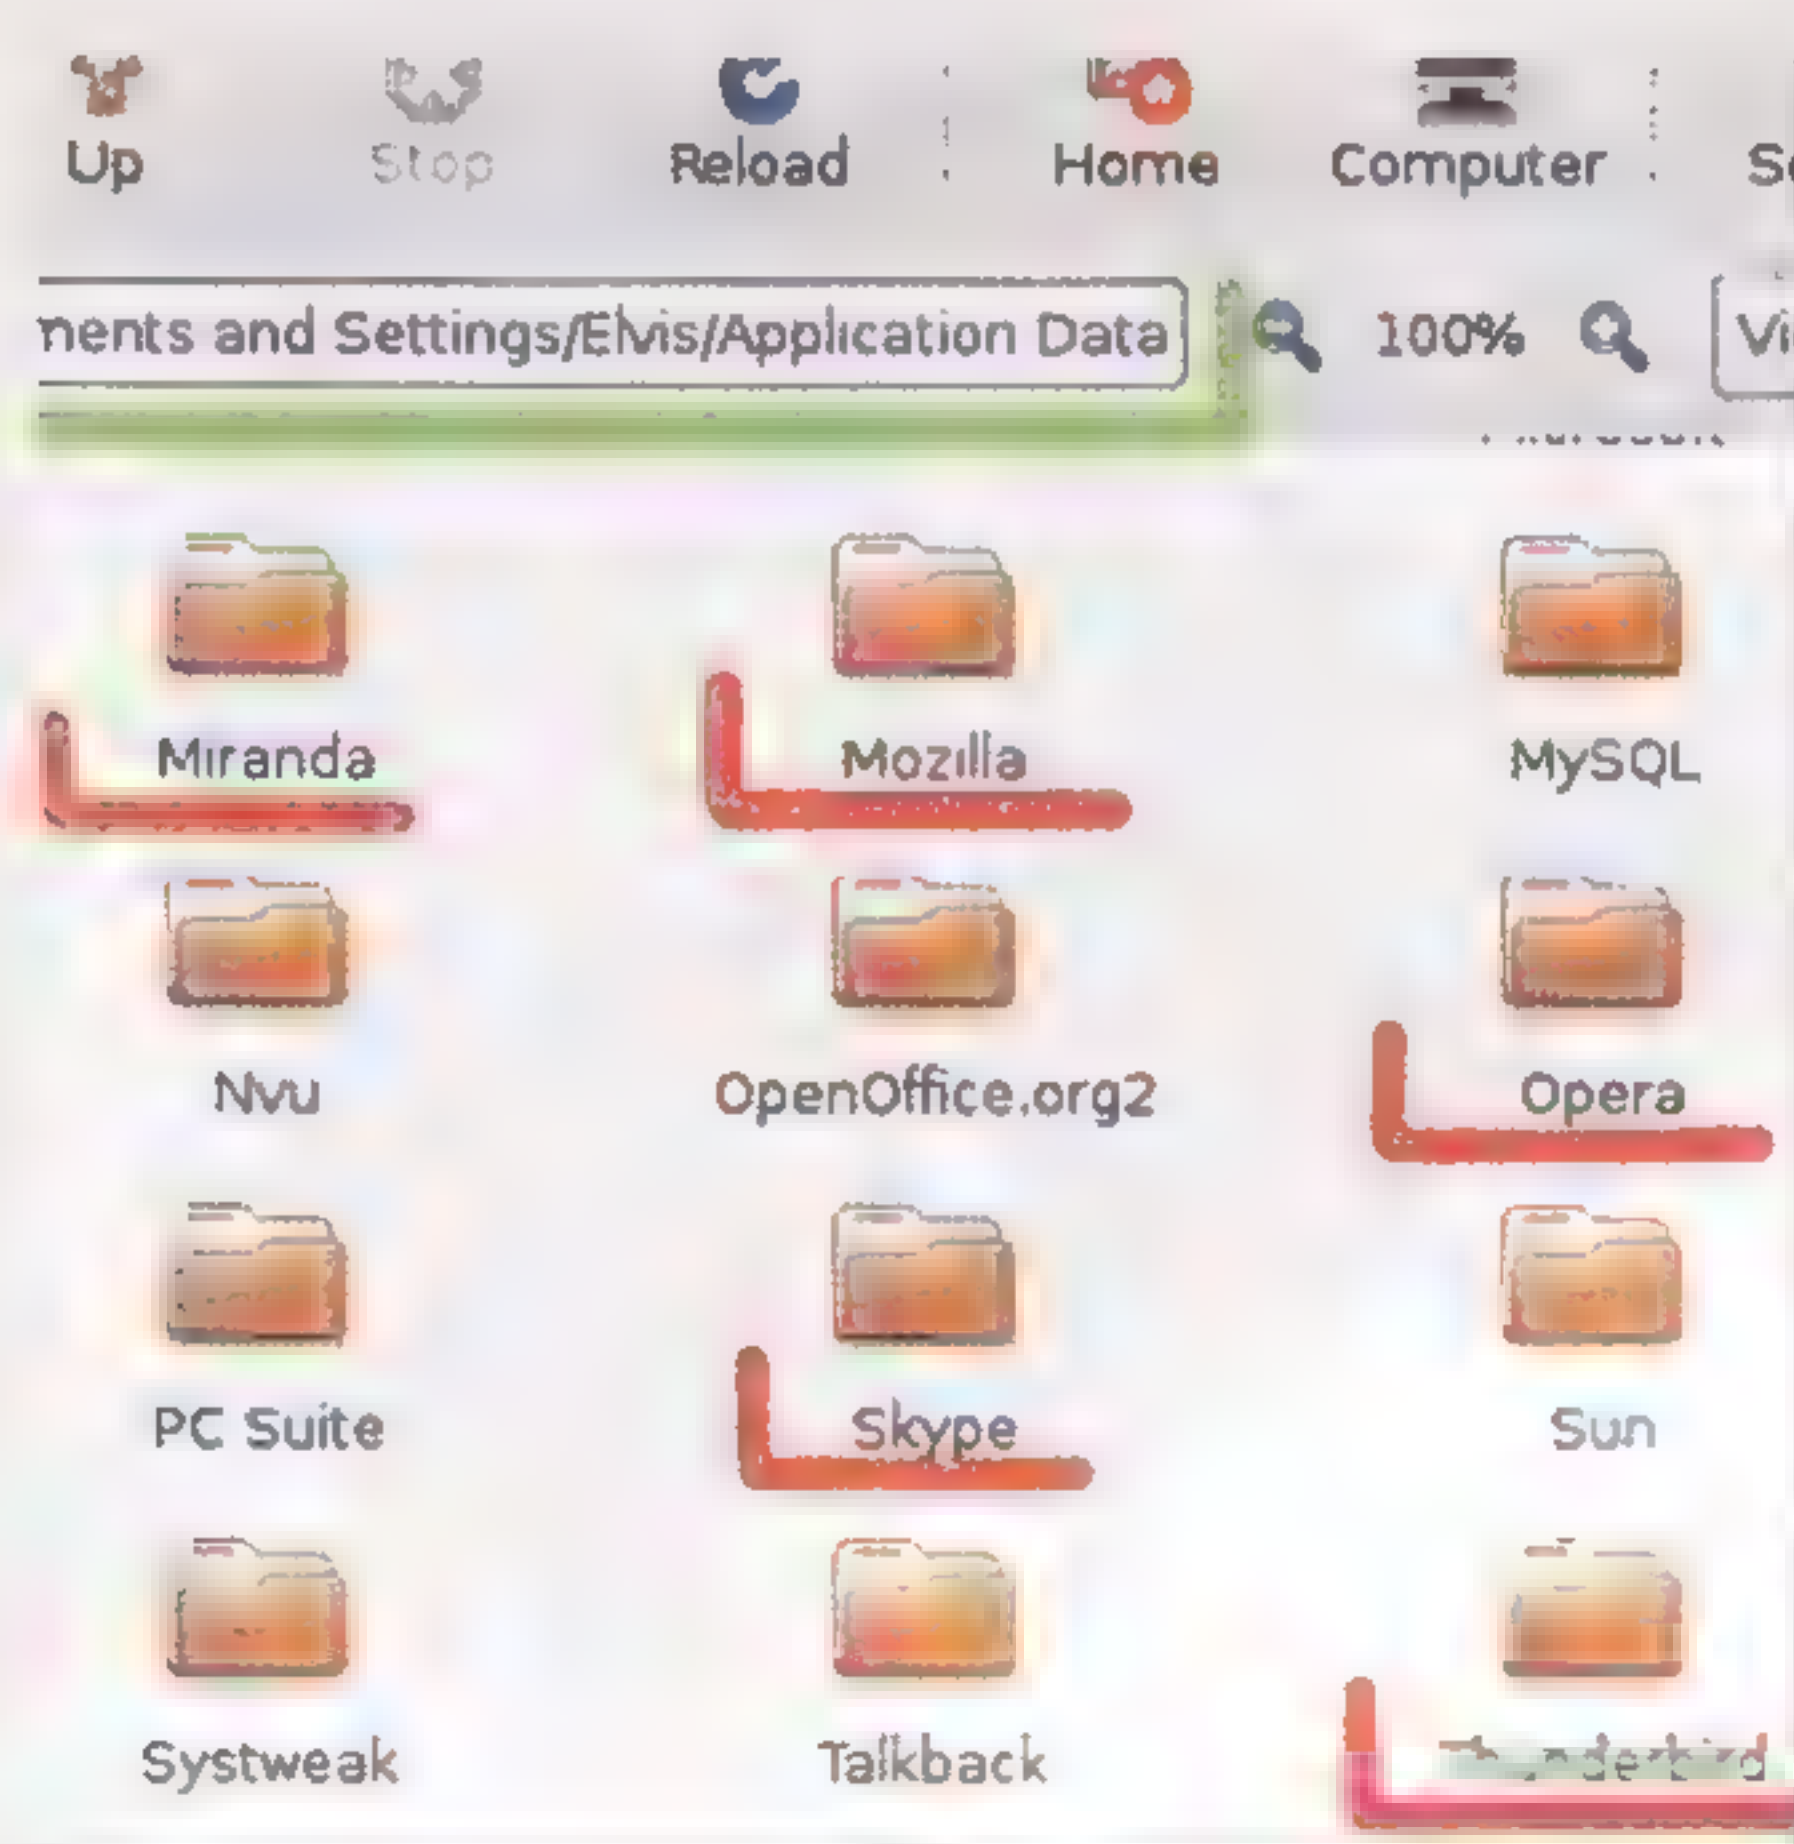 Up Stop Reload Home Computer
nents and Settings/Elvis/Application Data 100%
Miranda Mozilla MySQL
Nvu OpenOffice.org2 Opera
PC Suite Skype Sun
Systweak Talkback Thunderbird